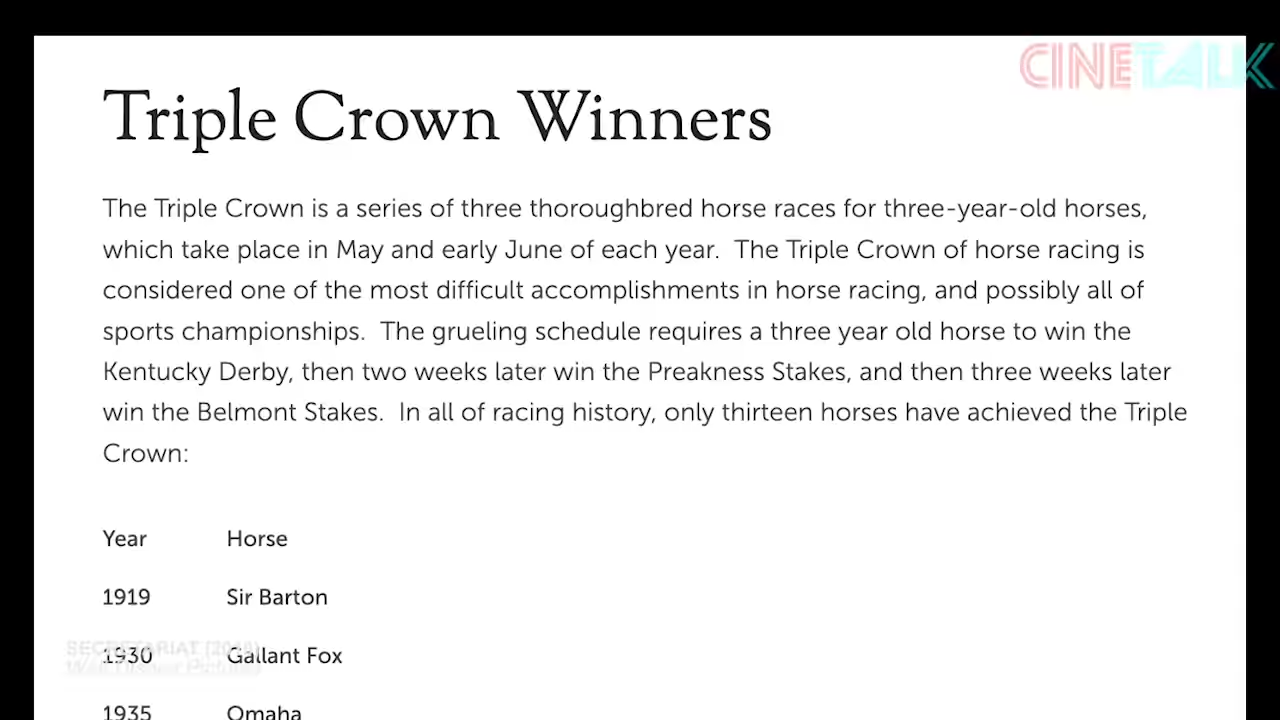 CINETALK
Triple Crown Winners
The Triple Crown is a series of three thoroughbred horse races for three-year-old horses,
which take place in May and early June of each year.  The Triple Crown of horse racing is
considered one of the most difficult accomplishments in horse racing, and possibly all of
sports championships.  The grueling schedule requires a three year old horse to win the
Kentucky Derby, then two weeks later win the Preakness Stakes, and then three weeks later
win the Belmont Stakes.  In all of racing history, only thirteen horses have achieved the Triple
Crown:
Year Horse
1919 Sir Barton
SECRETARIAT
1930 Gallant Fox
1935 Omaha